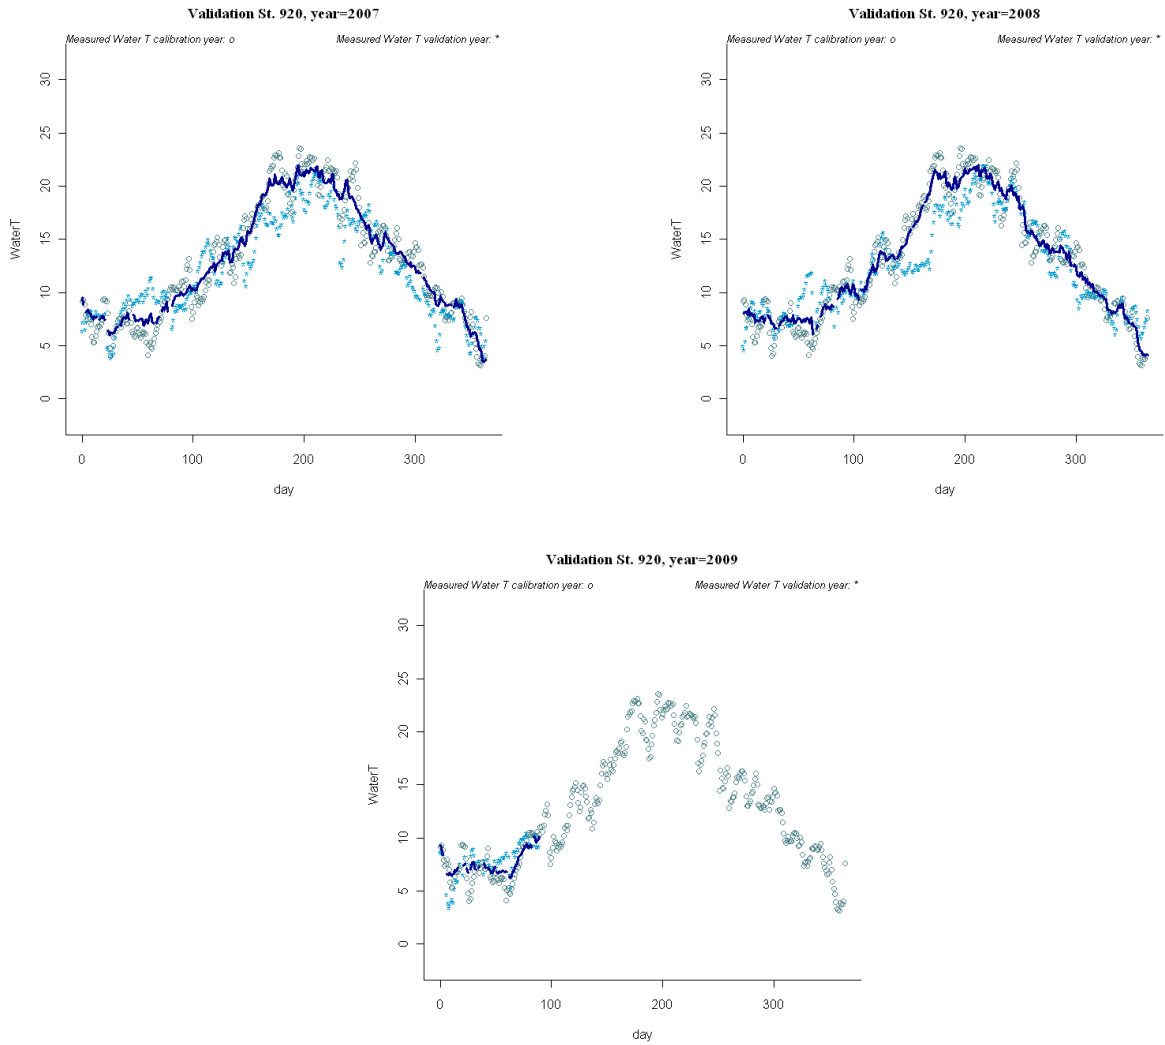 Validation St. 920, year=2007
Measured Water T calibration year: o Measured Water T validation year: *
30
25
20
15
10
5
0
WaterT
0 100 200 300
day
Validation St. 920, year=2008
Measured Water T calibration year: o Measured Water T validation year: *
30
25
20
15
10
5
0
WaterT
0 100 200 300
day
Validation St. 920, year=2009
Measured Water T calibration year: o Measured Water T validation year: *
30
25
20
15
10
5
0
WaterT
0 100 200 300
day